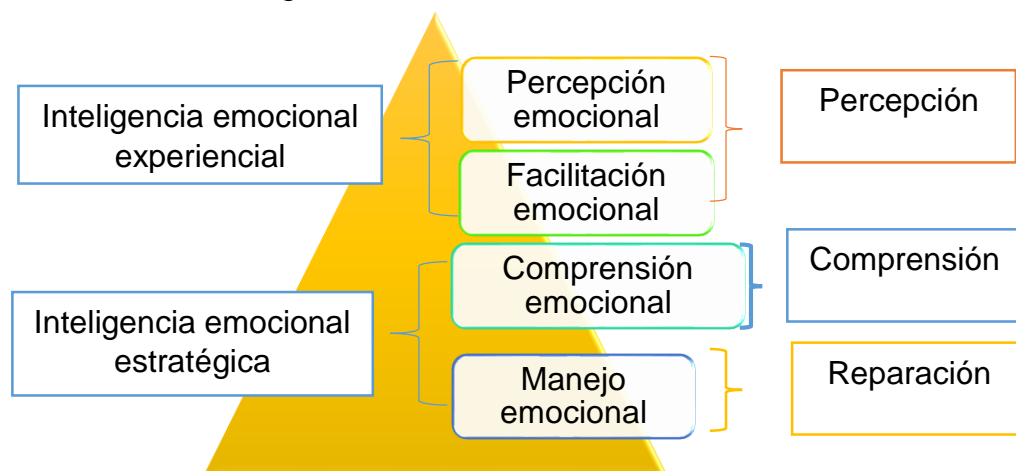 Inteligencia emocional
experiencial
Percepción
emocional
Facilitación
emocional
Percepción
Inteligencia emocional
estratégica
Comprensión
emocional
Manejo
emocional
Comprensión
Reparación